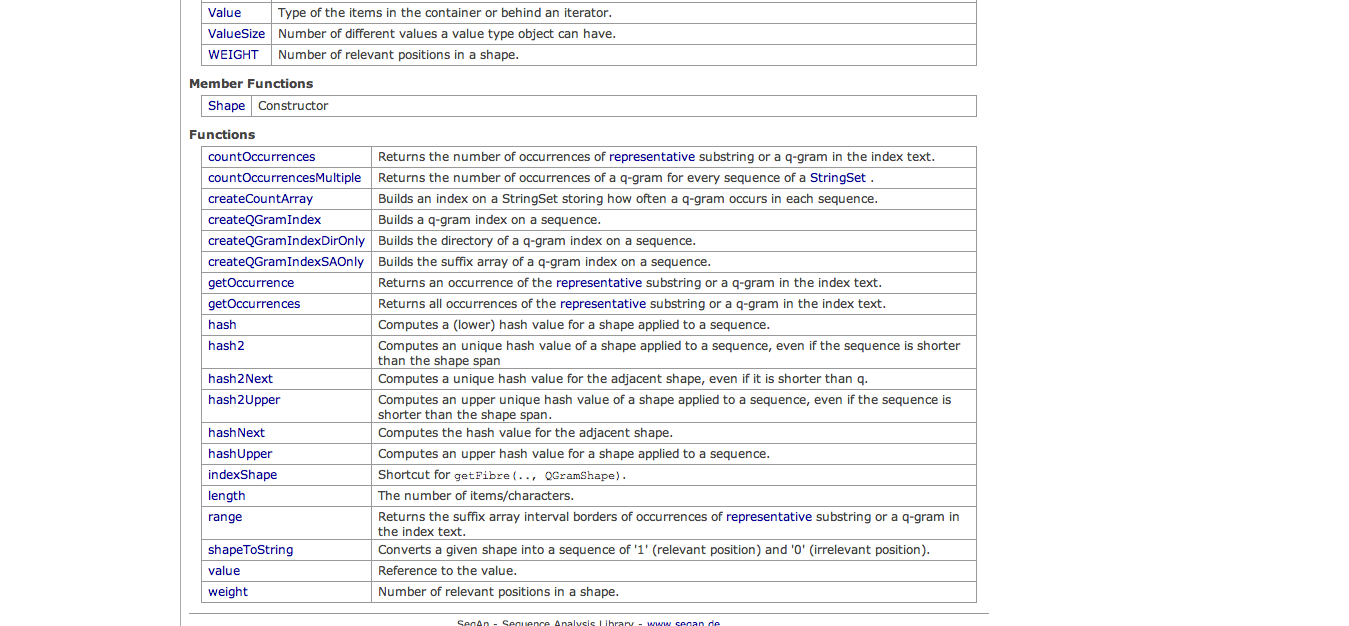 Value Type of the items in the container or behind an iterator.
ValueSize Number of different values a value type object can have.
WEIGHT Number of relevant positions in a shape.
Member Functions
Shape Constructor
Functions
countOccurrences Returns the number of occurrences of representative substring or a q-gram in the index text.
countOccurrencesMultiple Returns the number of occurrences of a q-gram for every sequence of a StringSet .
createCountArray Builds an index on a StringSet storing how often a q-gram occurs in each sequence.
createQGramIndex Builds a q-gram index on a sequence.
createQGramIndexDirOnly Builds the directory of a q-gram index on a sequence.
createQGramIndexSAOnly Builds the suffix array of a q-gram index on a sequence.
getOccurrence Returns an occurrence of the representative substring or a q-gram in the index text.
getOccurrences Returns all occurrences of the representative substring or a q-gram in the index text.
hash Computes a (lower) hash value for a shape applied to a sequence.
hash2 Computes an unique hash value of a shape applied to a sequence, even if the sequence is shorter
than the shape span
hash2Next Computes a unique hash value for the adjacent shape, even if it is shorter than q.
hash2Upper Computes an upper unique hash value of a shape applied to a sequence, even if the sequence is
shorter than the shape span.
hashNext Computes the hash value for the adjacent shape.
hashUpper Computes an upper hash value for a shape applied to a sequence.
indexShape Shortcut for getFibre(.., QGramShape).
length The number of items/characters.
range Returns the suffix array interval borders of occurrences of representative substring or a q-gram in
the index text.
shapeToString Converts a given shape into a sequence of '1' (relevant position) and '0' (irrelevant position).
value Reference to the value.
weight Number of relevant positions in a shape.
SeqAn - Sequence Analysis Library - www.seqan.de